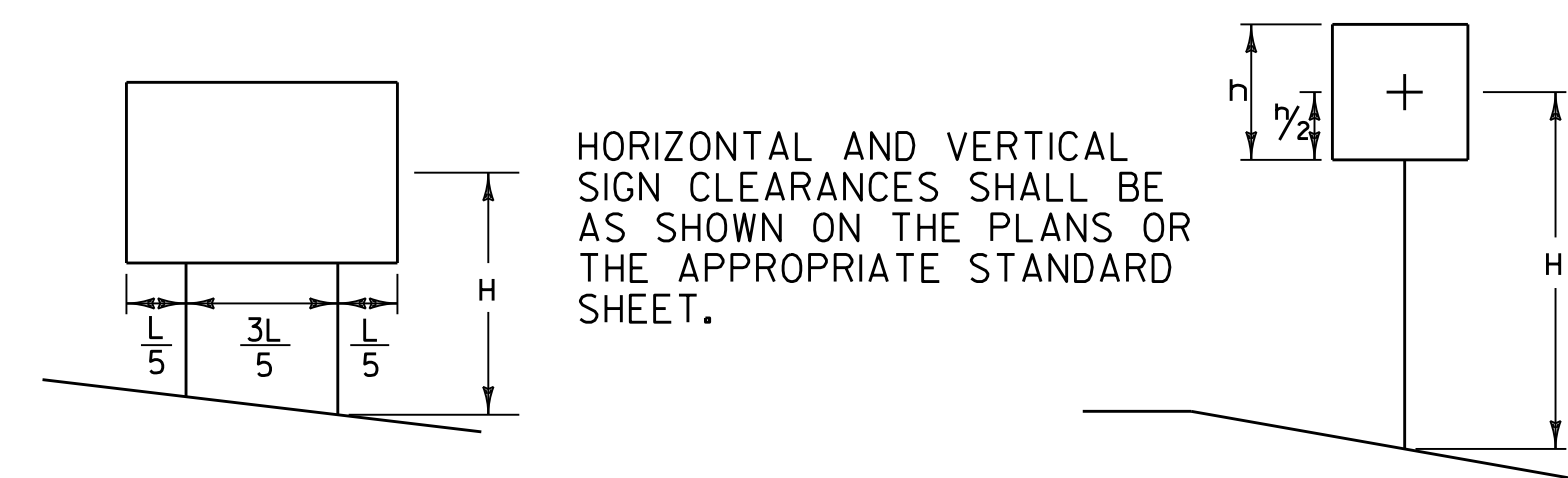 H
L/5
3L/5
L/5
HORIZONTAL AND VERTICAL
SIGN CLEARANCES SHALL BE
AS SHOWN ON THE PLANS OR
THE APPROPRIATE STANDARD
SHEET.
h
h/2
H